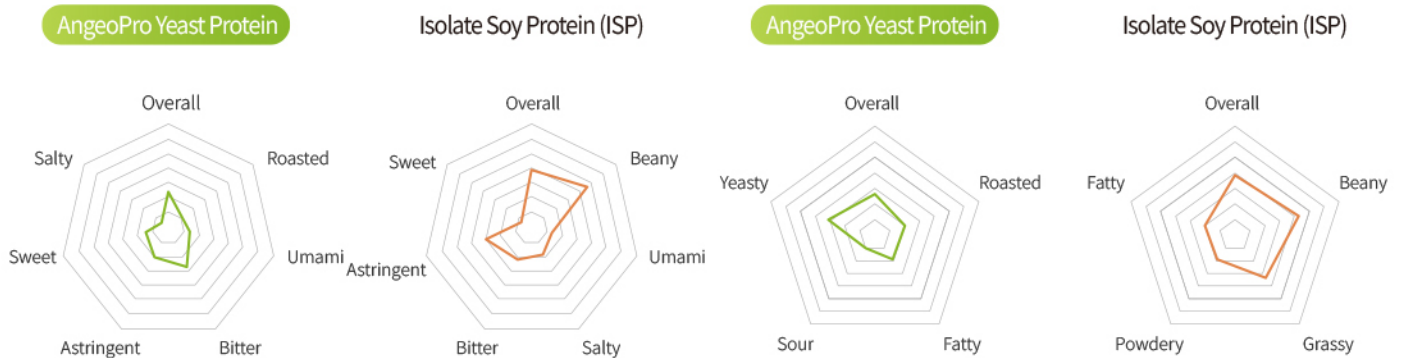 AngeoPro Yeast Protein
Isolate Soy Protein (ISP)
AngeoPro Yeast Protein
Isolate Soy Protein (ISP)
Overall
Salty
Roasted
Sweet
Umami
Astringent
Bitter
Overall
Sweet
Beany
Astringent
Umami
Bitter
Salty
Overall
Yeasty
Roasted
Sour
Fatty
Overall
Fatty
Beany
Powdery
Grassy